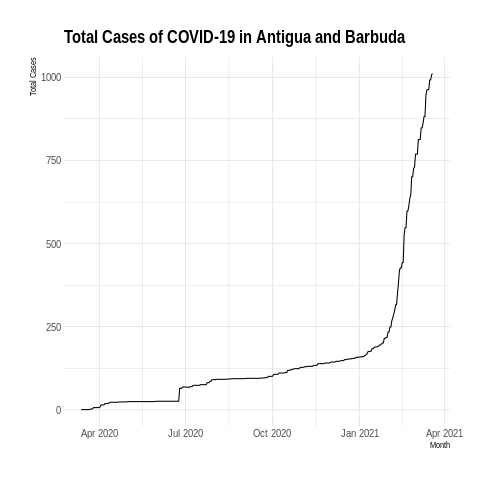 Total Cases of COVID-19 in Antigua and Barbuda
Total Cases
1000
750
500
250
0
Apr 2020 Jul 2020 Oct 2020 Jan 2021 Apr 2021
Month